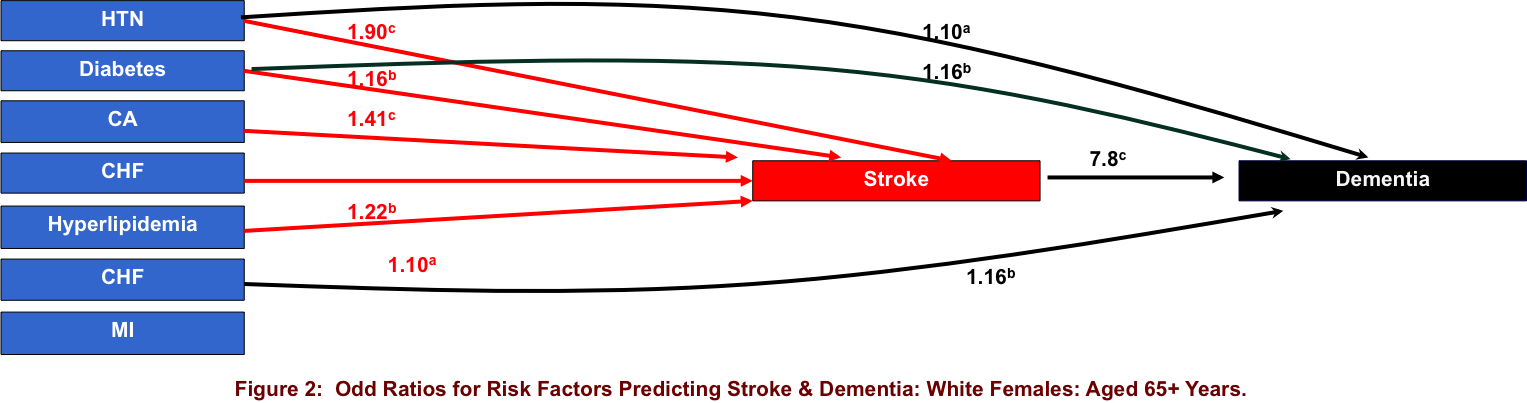 HTN
1.90ᶜ
1.10ᵃ
Diabetes
1.16ᵇ
1.16ᵇ
CA
1.41ᶜ
CHF
7.8ᶜ
Stroke
Dementia
Hyperlipidemia
1.22ᵇ
CHF
1.10ᵃ
1.16ᵇ
MI
Figure 2: Odd Ratios for Risk Factors Predicting Stroke & Dementia: White Females: Aged 65+ Years.